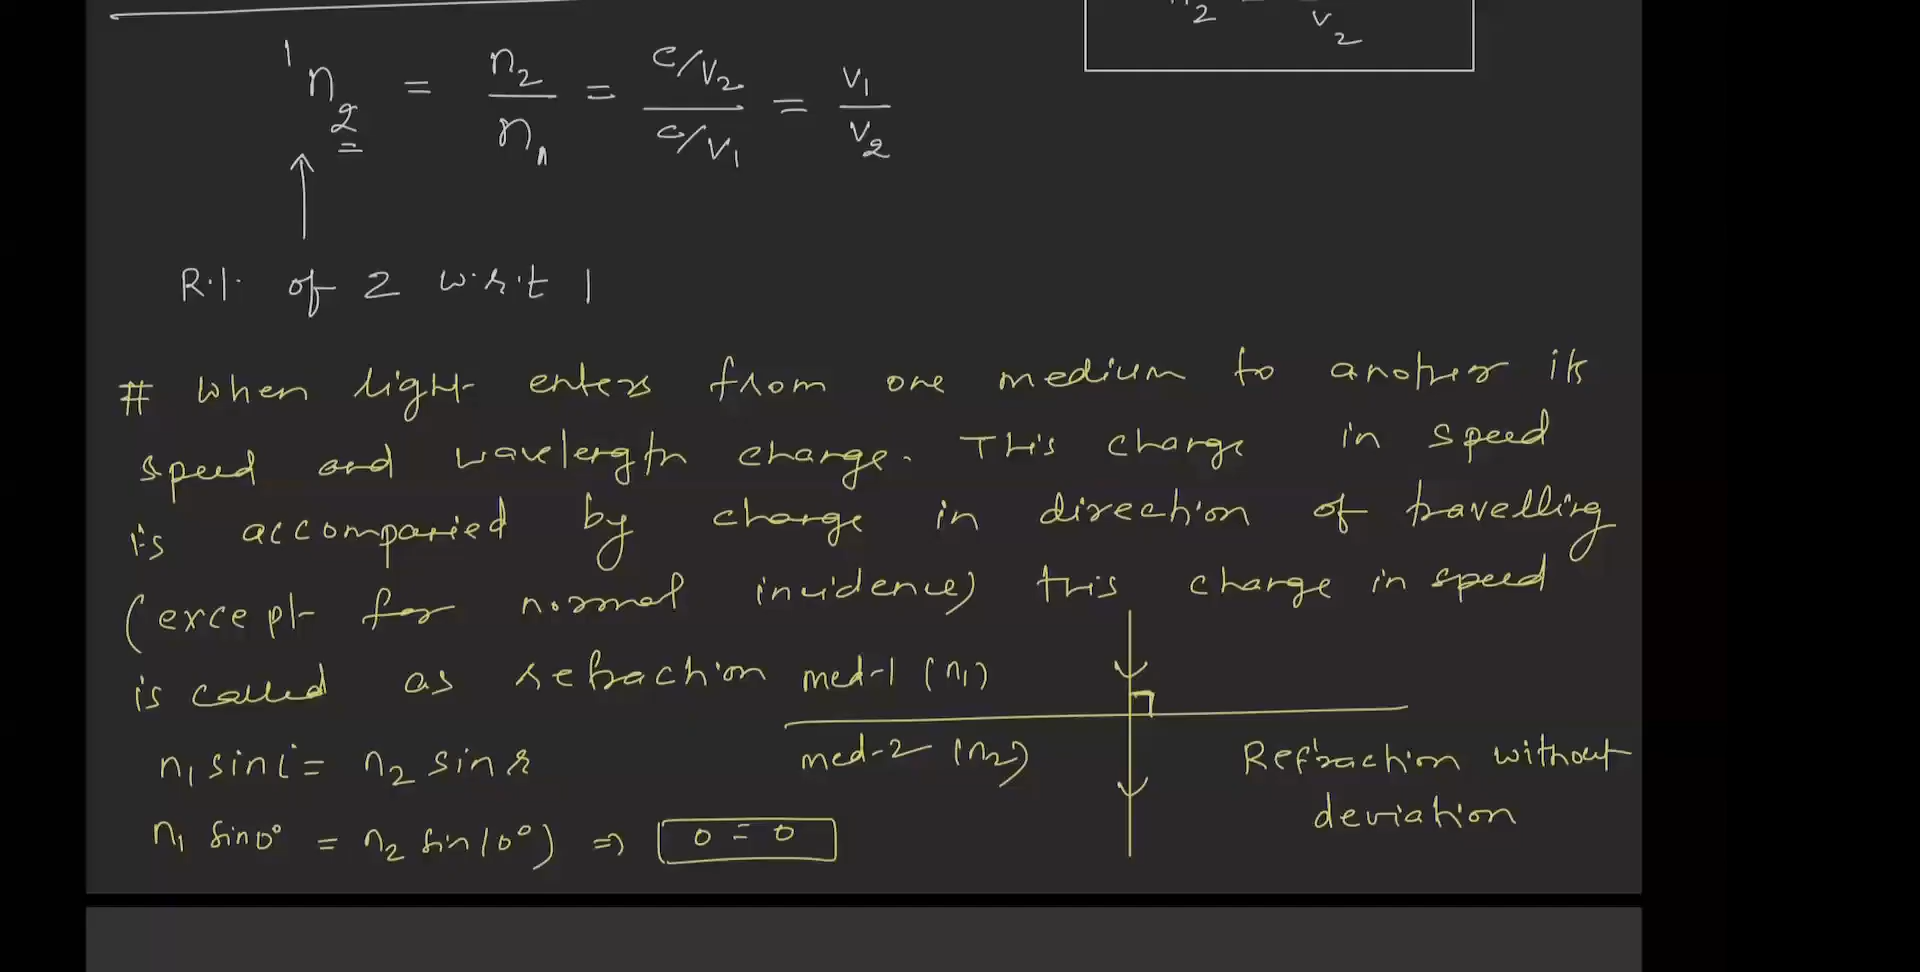 n2 = v / v2
¹n2 = n2/n1 = (c/v2)/(c/v1) = v1/v2
R.I. of 2 w.r.t 1
# When light enters from one medium to another its
speed and wavelength change. This change in speed
is accompanied by change in direction of travelling
(except for normal incidence) this change in speed
is called as refraction
med-1 (n1)
n1 sin i = n2 sin r
med-2 (n2)
Refraction without
deviation
n1 sin0° = n2 sin(0°) ⇒ 0 = 0